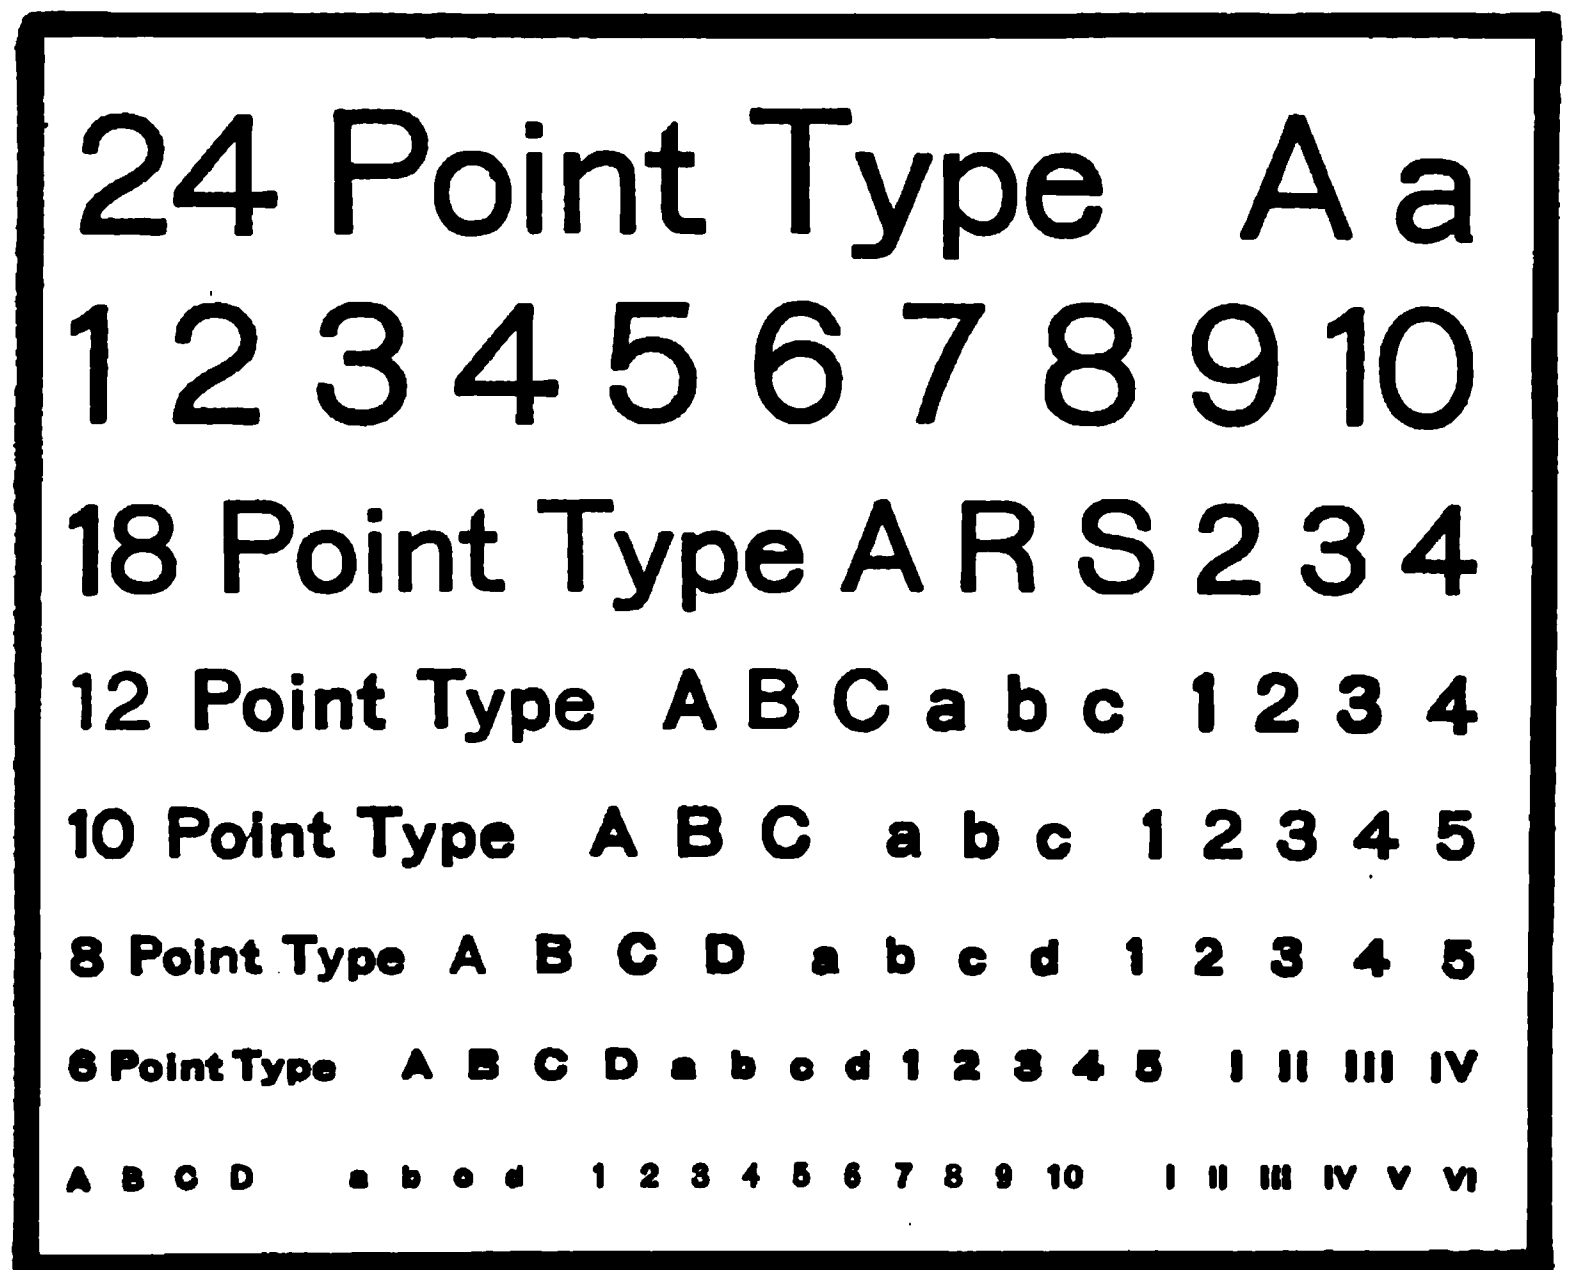 24 Point Type A a
1 2 3 4 5 6 7 8 9 10
18 Point Type A R S 2 3 4
12 Point Type A B C a b c 1 2 3 4
10 Point Type A B C a b c 1 2 3 4 5
8 Point Type A B C D a b c d 1 2 3 4 5
6 Point Type A B C D a b c d 1 2 3 4 5 I II III IV
A B C D a b c d 1 2 3 4 5 6 7 8 9 10 I II III IV V VI